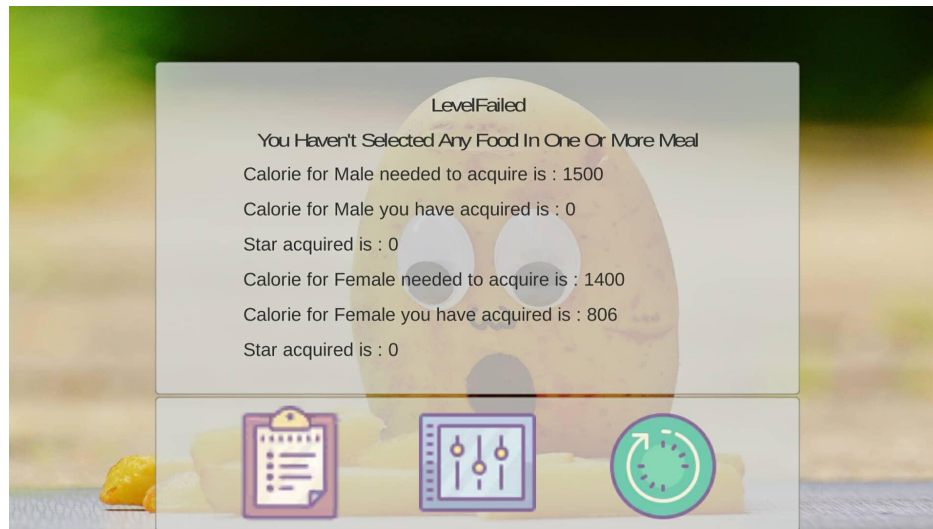 LevelFailed
You Haven't Selected Any Food In One Or More Meal
Calorie for Male needed to acquire is : 1500
Calorie for Male you have acquired is : 0
Star acquired is : 0
Calorie for Female needed to acquire is : 1400
Calorie for Female you have acquired is : 806
Star acquired is : 0